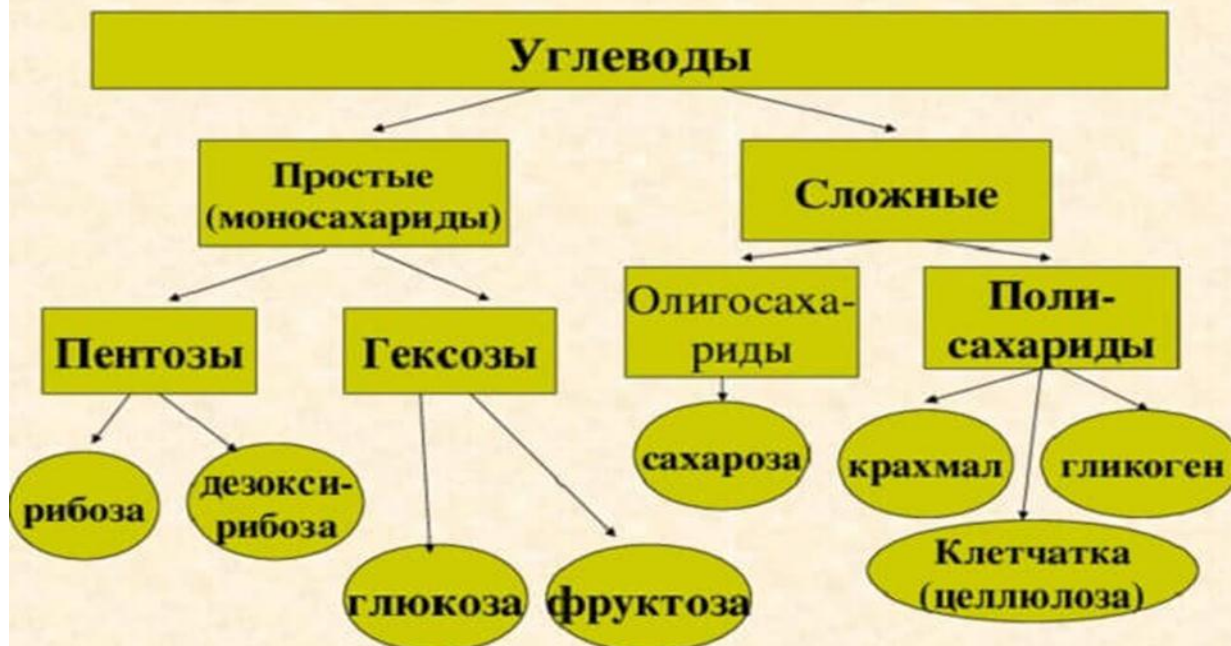 Углеводы
Простые
(моносахариды)
Сложные
Пентозы
Гексозы
Олигосаха-
риды
Поли-
сахариды
рибоза
дезокси-
рибоза
глюкоза
фруктоза
сахароза
крахмал
гликоген
Клетчатка
(целлюлоза)